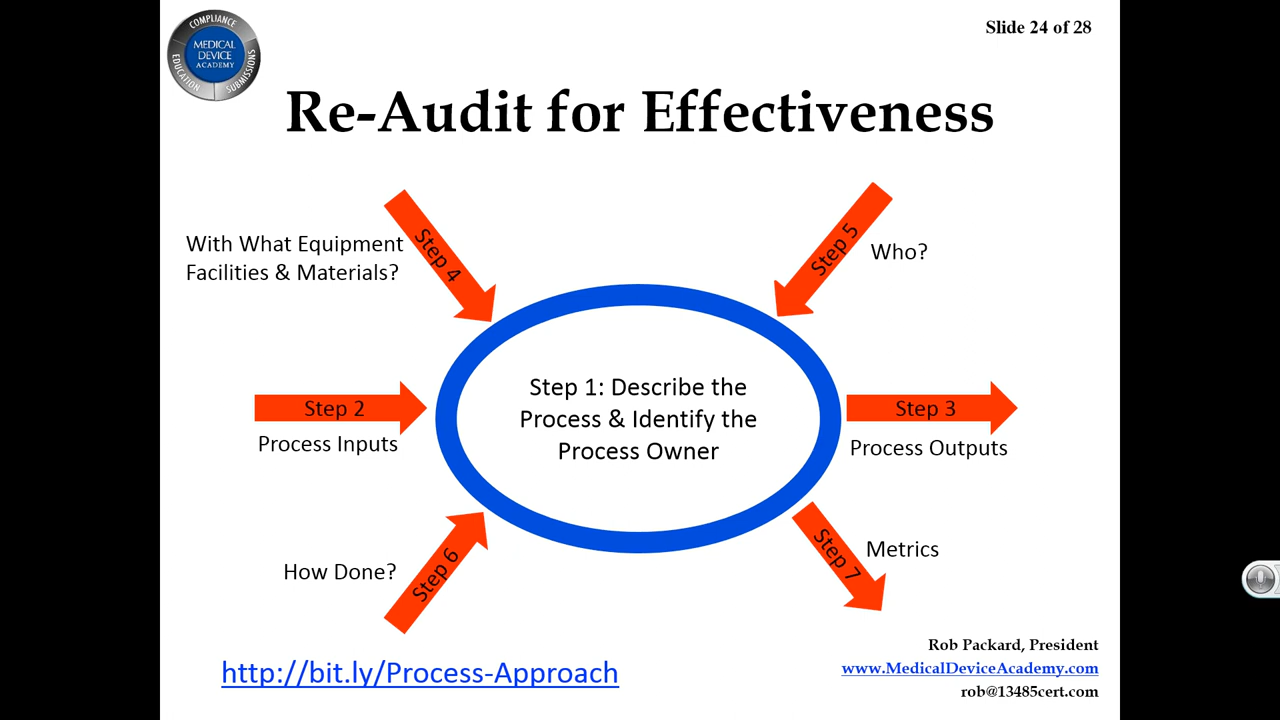 COMPLIANCE
EDUCATION
SUBMISSIONS
MEDICAL
DEVICE
ACADEMY
Slide 24 of 28
Re-Audit for Effectiveness
With What Equipment
Facilities & Materials?
Step 4
Step 5
Who?
Step 1: Describe the
Process & Identify the
Process Owner
Step 2
Process Inputs
Step 3
Process Outputs
How Done?
Step 6
Step 7
Metrics
http://bit.ly/Process-Approach
Rob Packard, President
www.MedicalDeviceAcademy.com
rob@13485cert.com